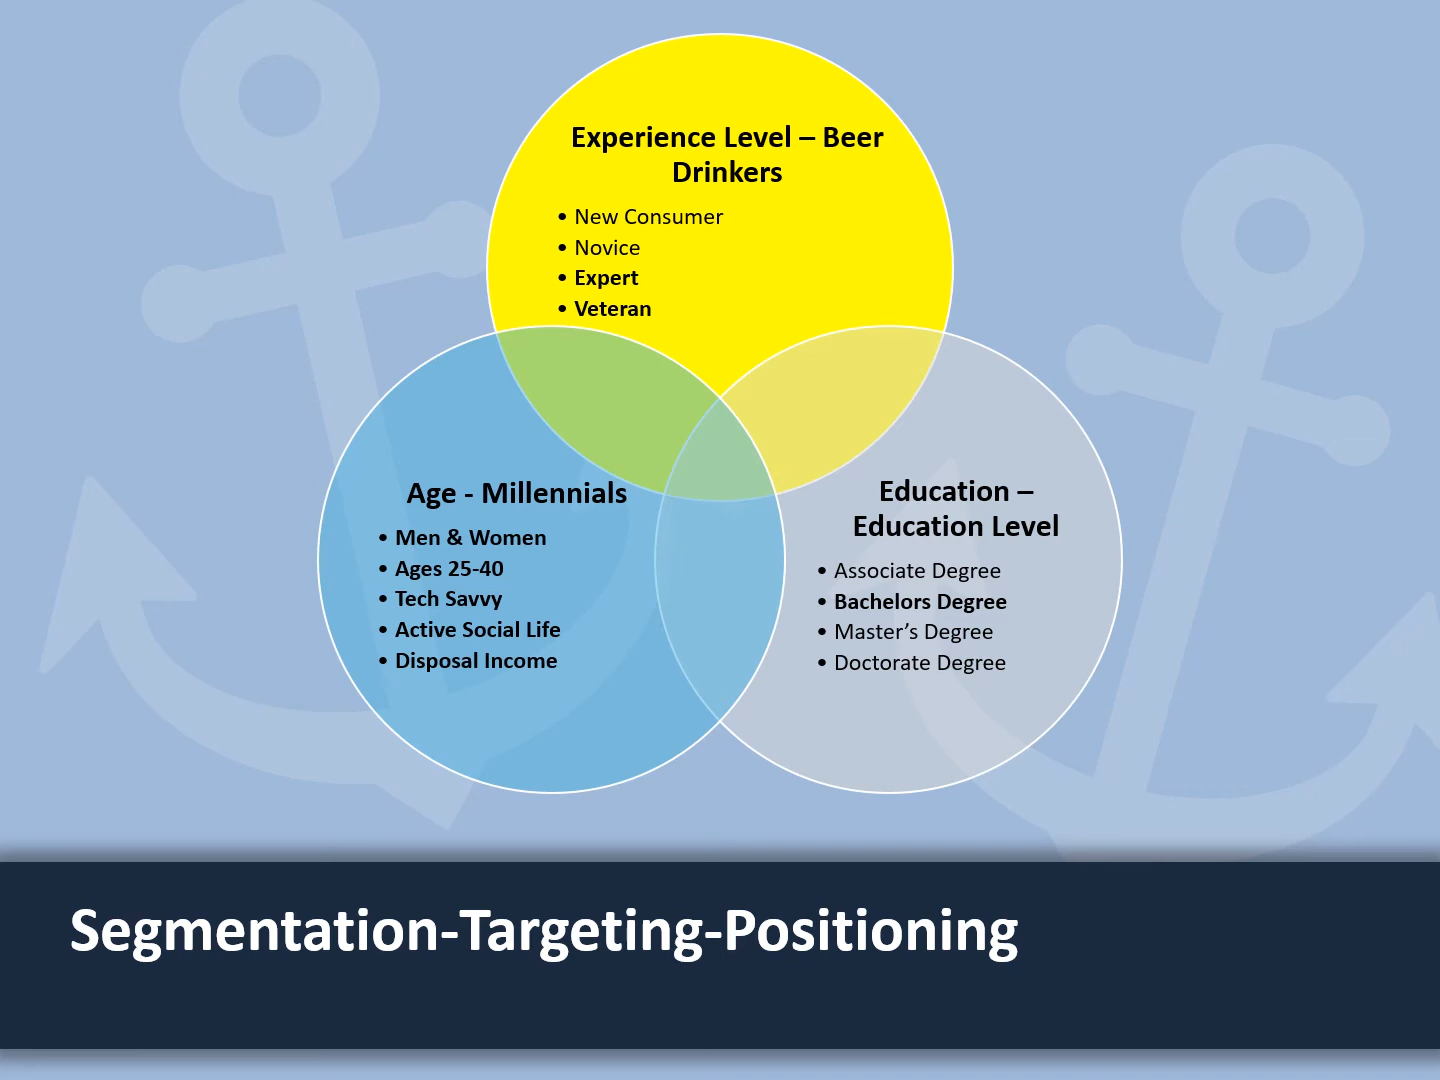 Experience Level – Beer
Drinkers
• New Consumer
• Novice
• Expert
• Veteran
Age - Millennials
• Men & Women
• Ages 25-40
• Tech Savvy
• Active Social Life
• Disposal Income
Education –
Education Level
• Associate Degree
• Bachelors Degree
• Master’s Degree
• Doctorate Degree
Segmentation-Targeting-Positioning